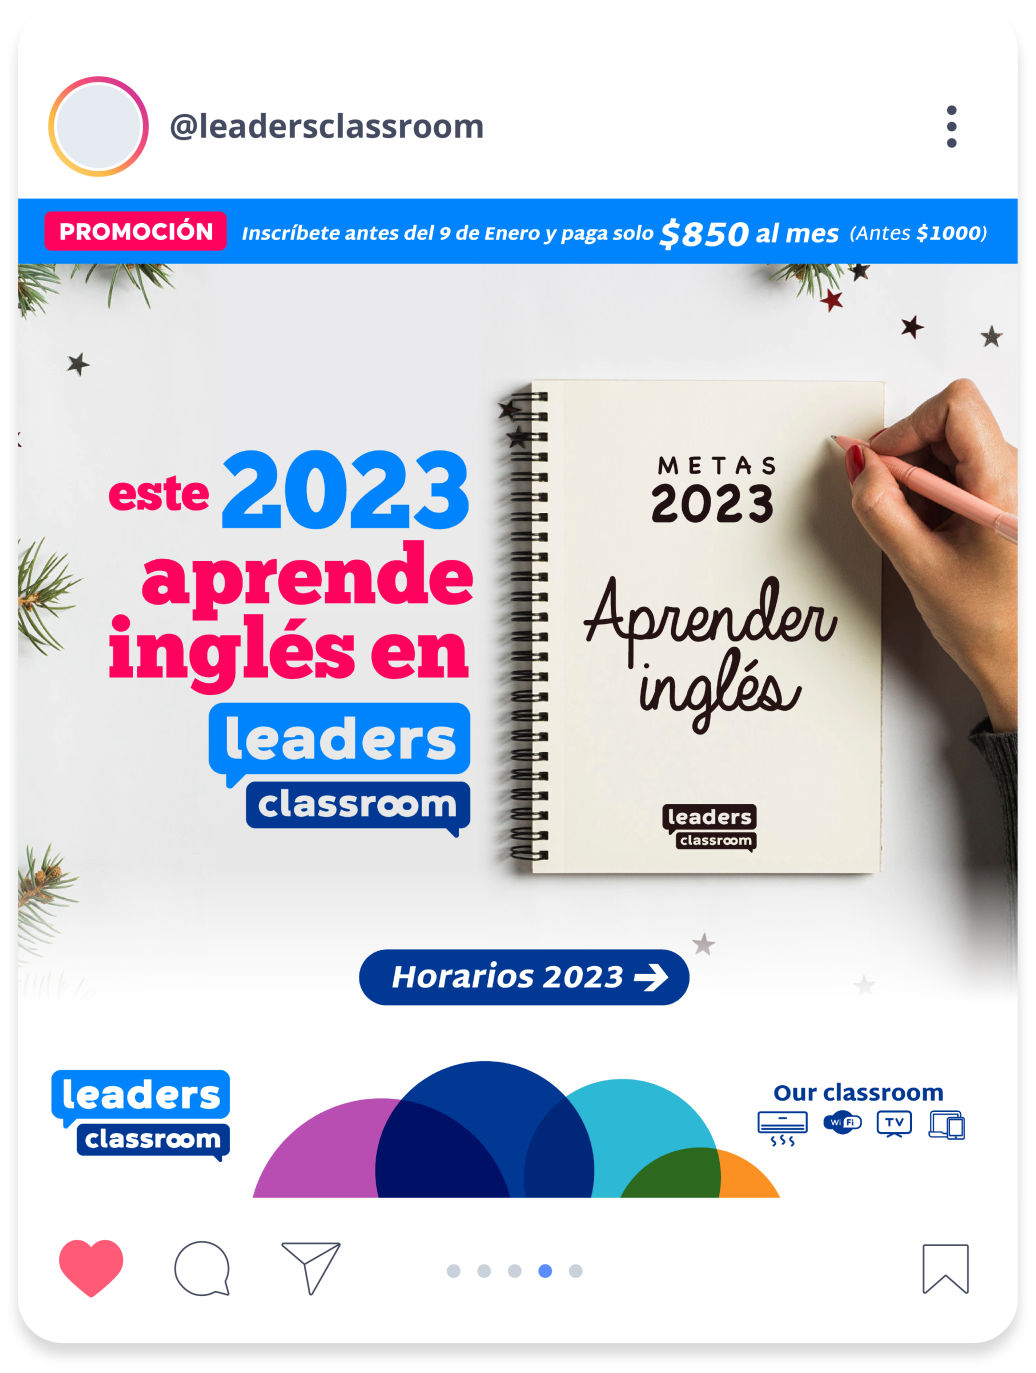 @leadersclassroom
PROMOCIÓN Inscríbete antes del 9 de Enero y paga solo $850 al mes (Antes $1000)
este 2023
aprende
inglés en
leaders
classroom
METAS
2023
Aprender
inglés
leaders
classroom
Horarios 2023
leaders
classroom
Our classroom
Wi Fi
TV